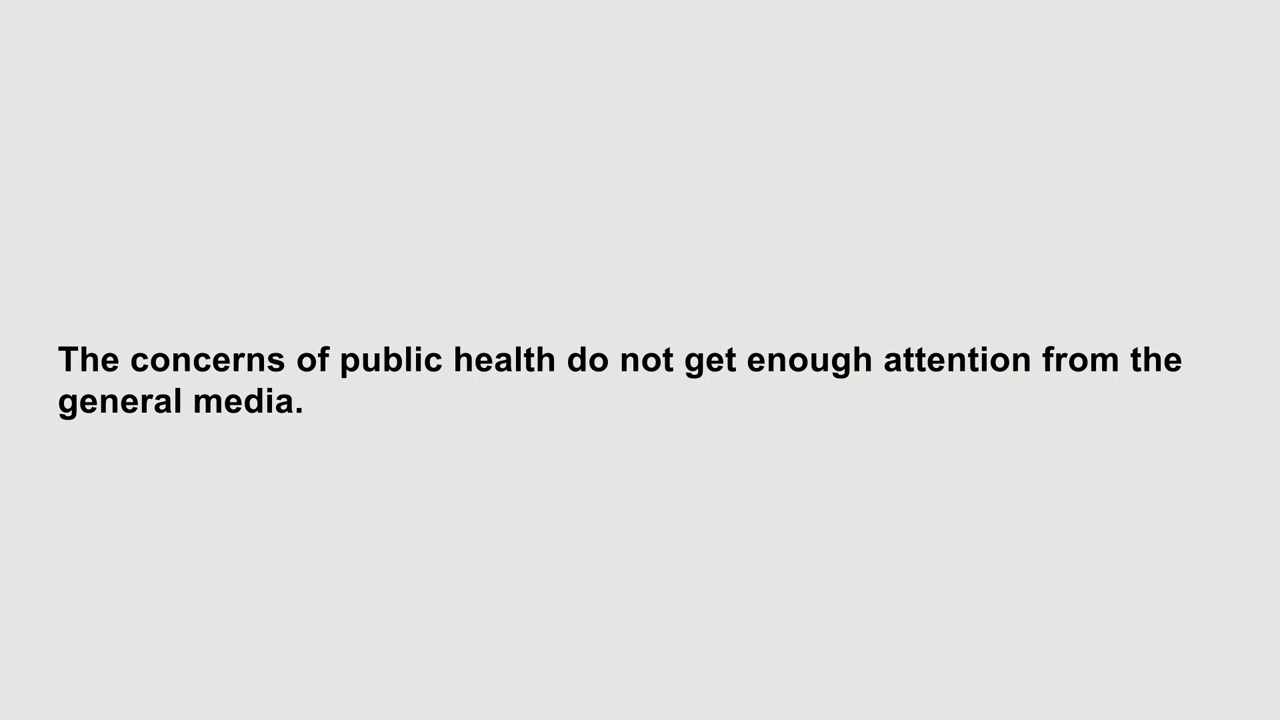 The concerns of public health do not get enough attention from the
general media.